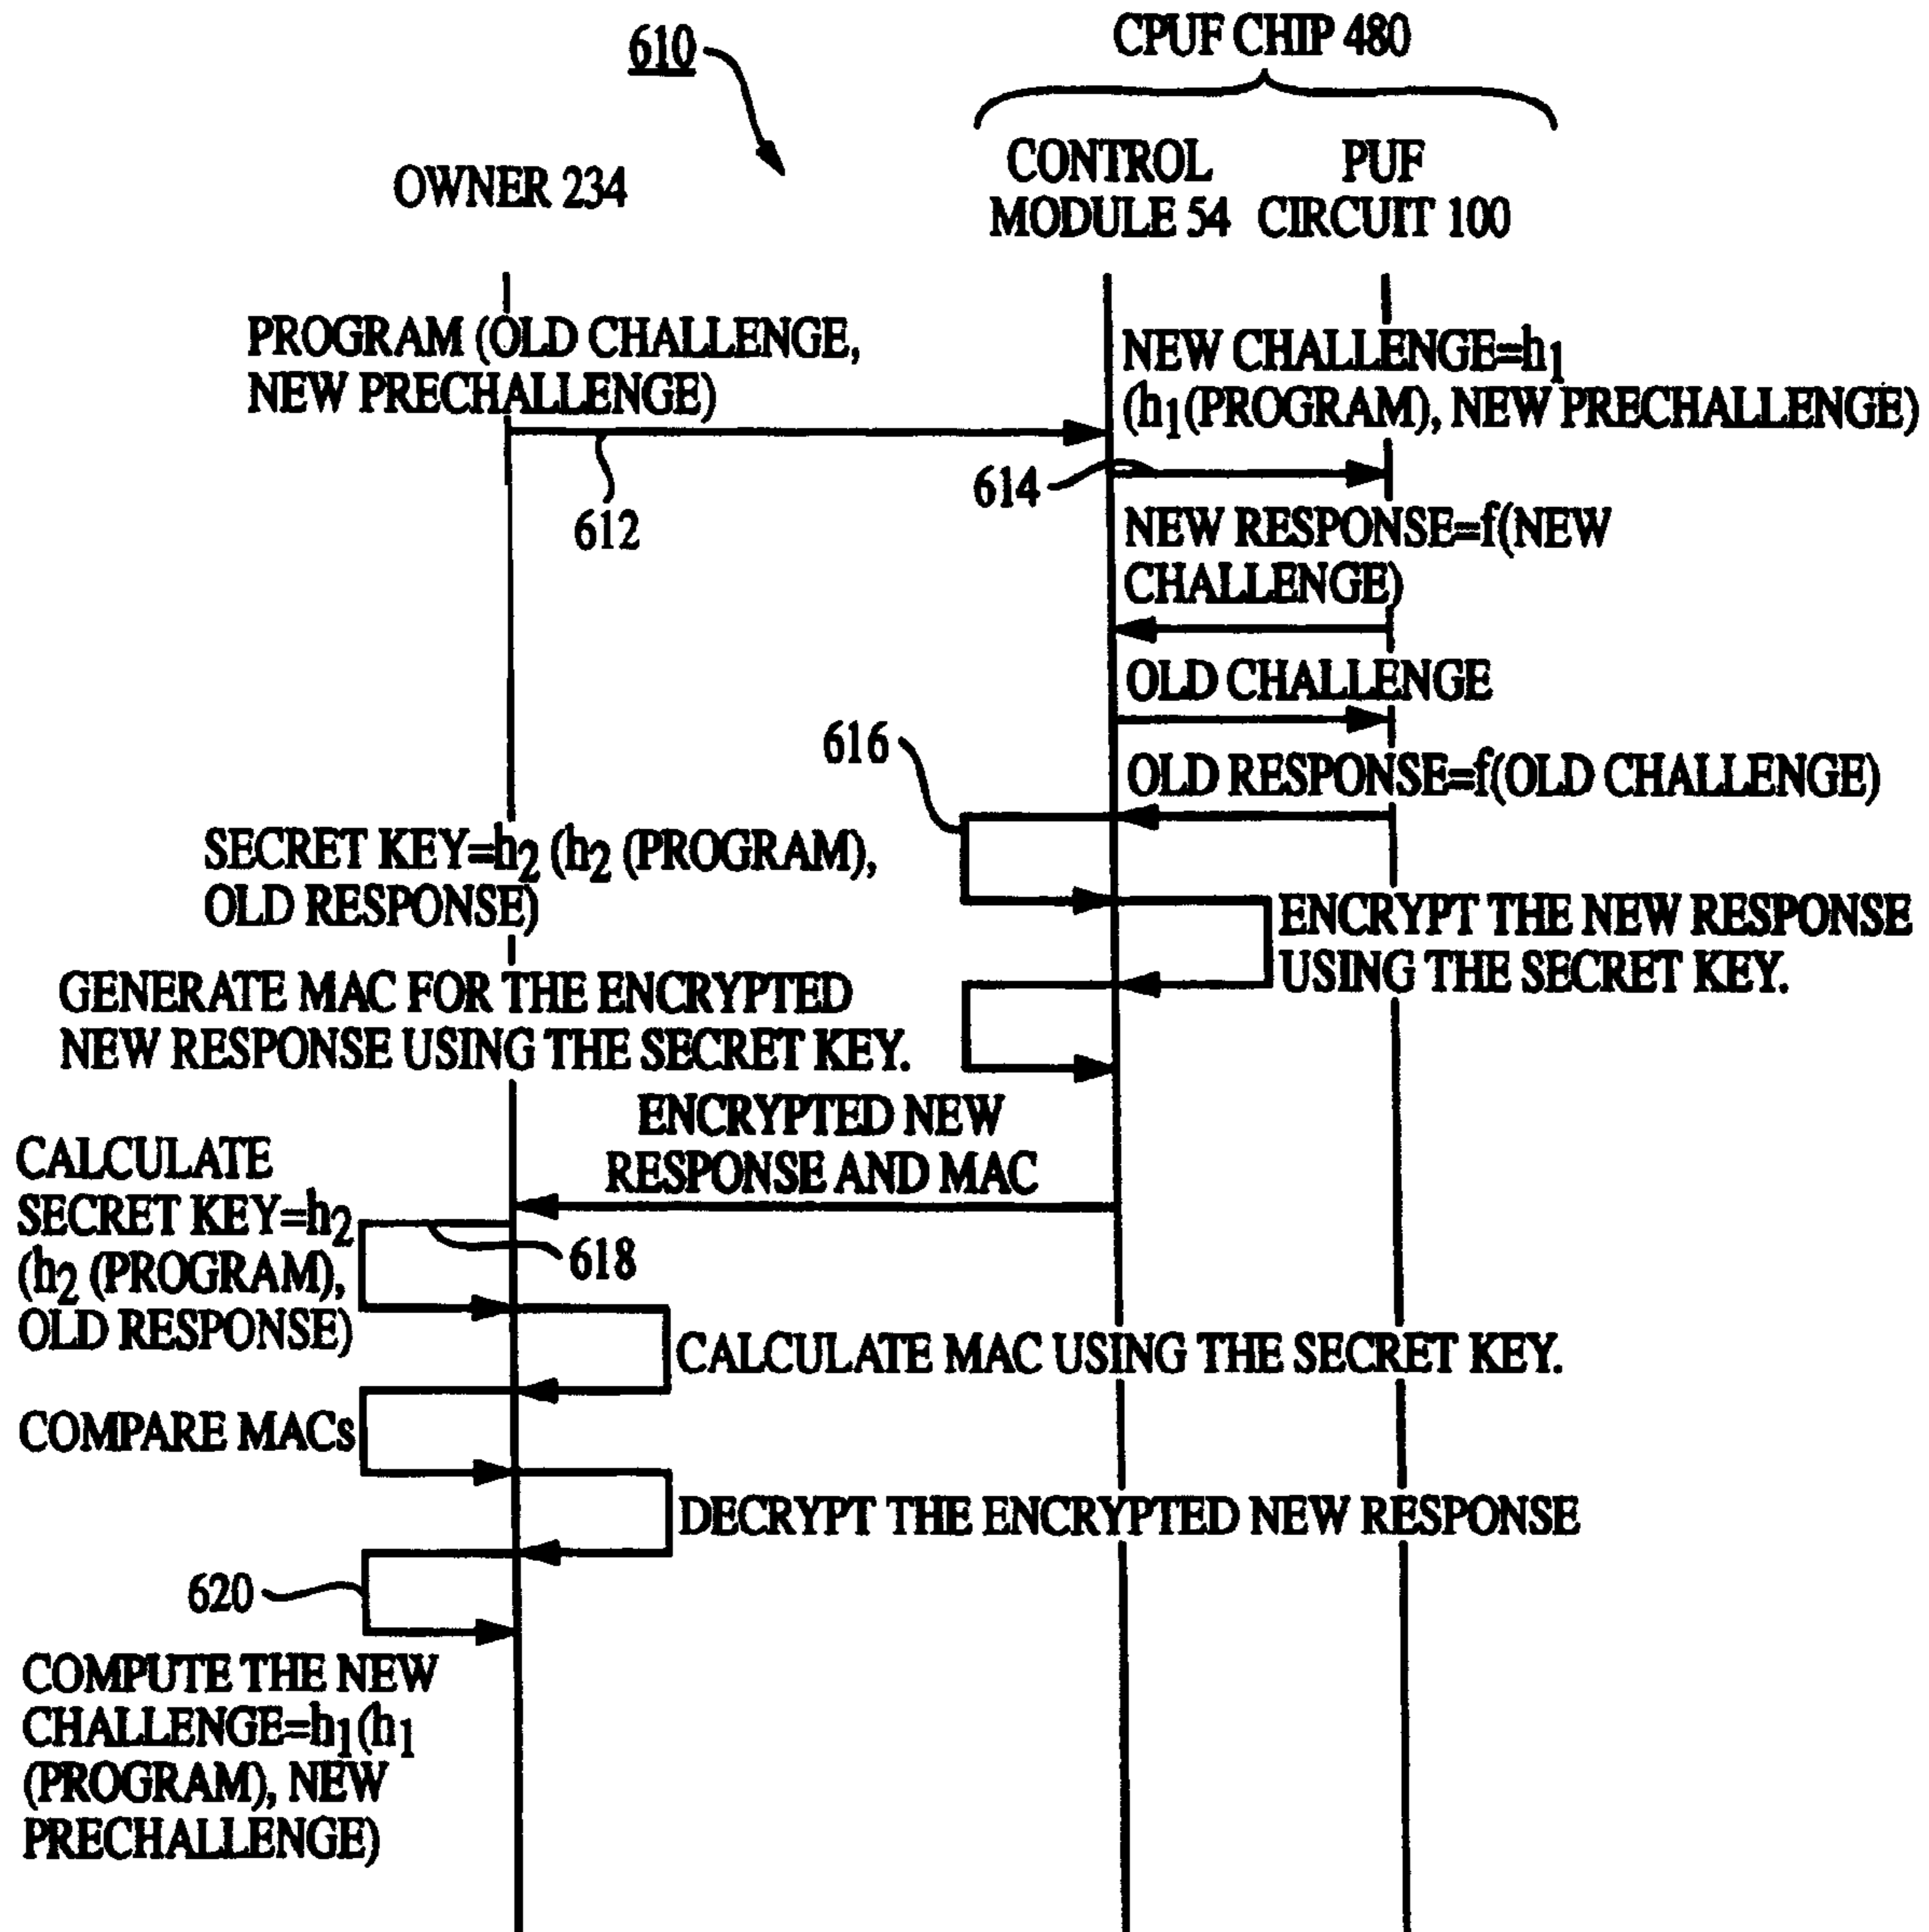 610
CPUF CHIP 480
OWNER 234
CONTROL
MODULE 54
PUF
CIRCUIT 100
PROGRAM (OLD CHALLENGE,
NEW PRECHALLENGE)
NEW CHALLENGE=h1
(h1(PROGRAM), NEW PRECHALLENGE)
612
614
NEW RESPONSE=f(NEW
CHALLENGE)
OLD CHALLENGE
616
OLD RESPONSE=f(OLD CHALLENGE)
SECRET KEY=h2 (h2 (PROGRAM),
OLD RESPONSE)
ENCRYPT THE NEW RESPONSE
USING THE SECRET KEY.
GENERATE MAC FOR THE ENCRYPTED
NEW RESPONSE USING THE SECRET KEY.
ENCRYPTED NEW
RESPONSE AND MAC
CALCULATE
SECRET KEY=h2
(h2 (PROGRAM),
OLD RESPONSE)
618
CALCULATE MAC USING THE SECRET KEY.
COMPARE MACs
DECRYPT THE ENCRYPTED NEW RESPONSE
620
COMPUTE THE NEW
CHALLENGE=h1(h1
(PROGRAM), NEW
PRECHALLENGE)